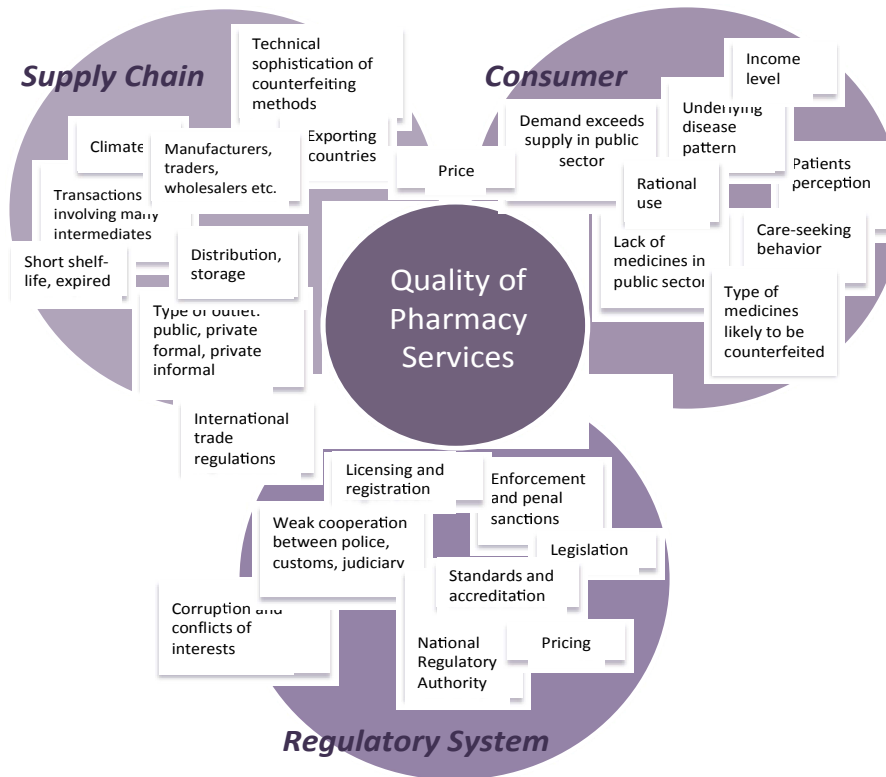 Supply Chain
Technical
sophistication of
counterfeiting
methods
Exporting
countries
Climate
Manufacturers,
traders,
wholesalers etc.
Transactions
involving many
intermediates
Short shelf-
life, expired
Distribution,
storage
Type of outlet:
public, private
formal, private
informal
International
trade
regulations
Price
Consumer
Income
level
Demand exceeds
supply in public
sector
Underlying
disease
pattern
Patients
perception
Rational
use
Lack of
medicines in
public sector
Care-seeking
behavior
Type of
medicines
likely to be
counterfeited
Quality of
Pharmacy
Services
Licensing and
registration
Enforcement
and penal
sanctions
Weak cooperation
between police,
customs, judiciary
Legislation
Standards and
accreditation
Corruption and
conflicts of
interests
National
Regulatory
Authority
Pricing
Regulatory System